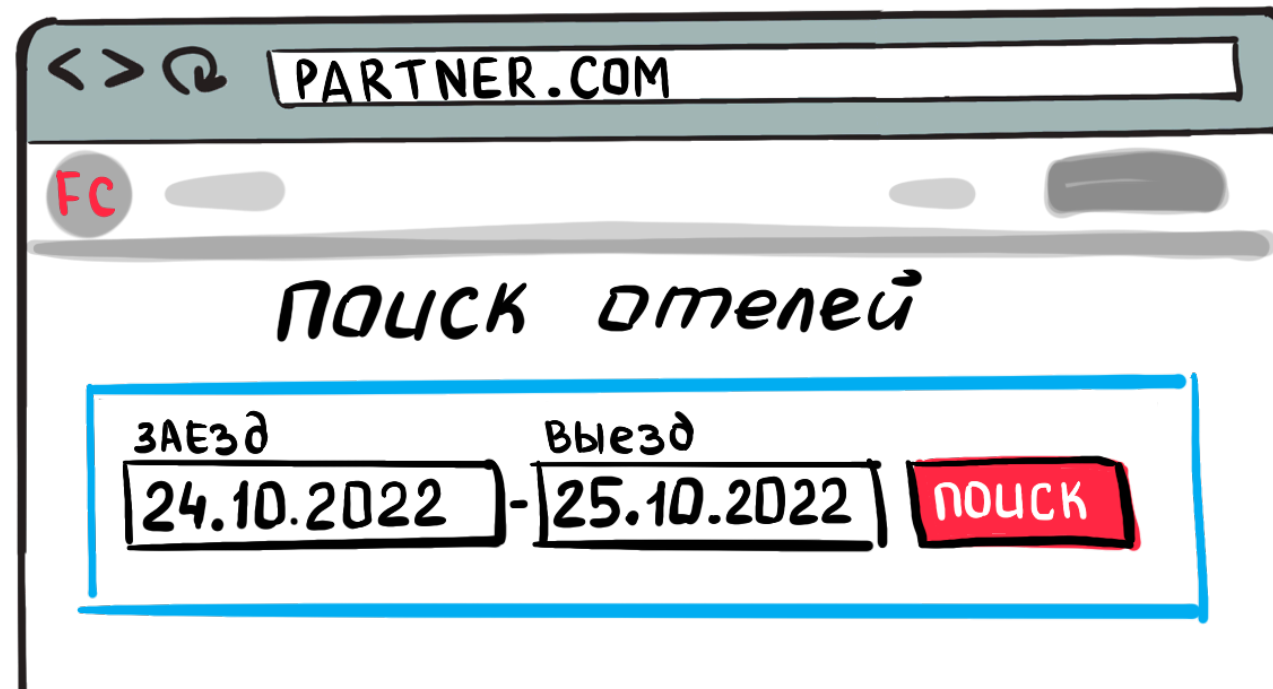 < > PARTNER.COM
FC
ПОИСК ОТЕЛЕЙ
ЗАЕЗД ВЫЕЗД
24.10.2022 - 25.10.2022 ПОИСК